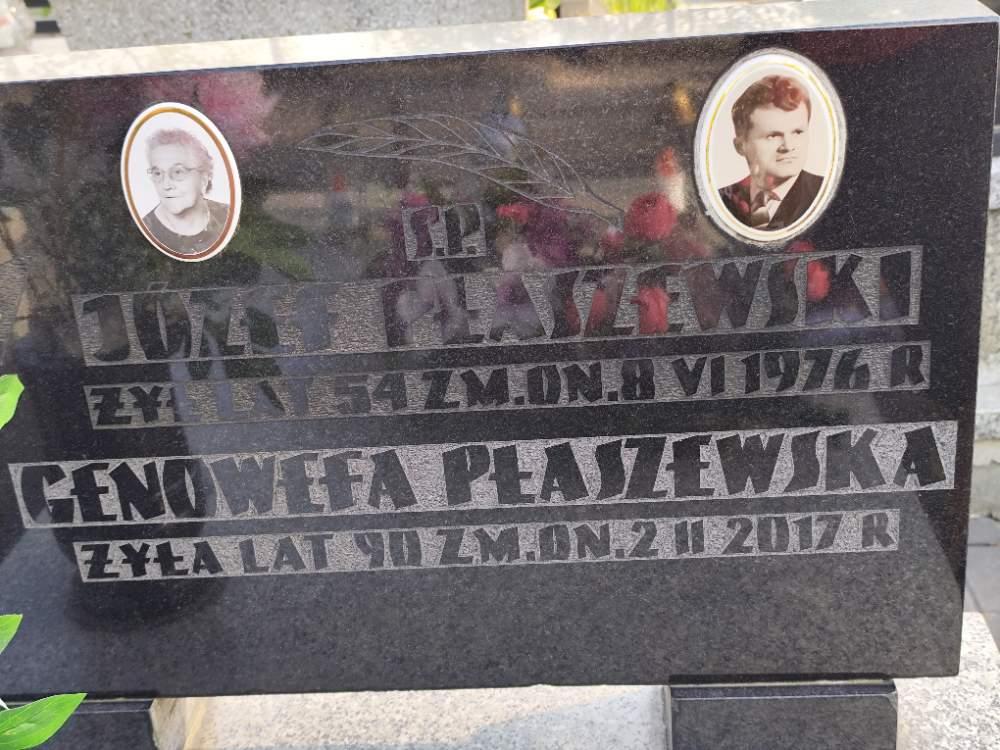 Ś.P.
JÓZEF PŁASZEWSKI
ŻYŁ LAT 54 ZM.DN.8 VI 1976 R
GENOWEFA PŁASZEWSKA
ŻYŁA LAT 90 ZM.DN.2 II 2017 R